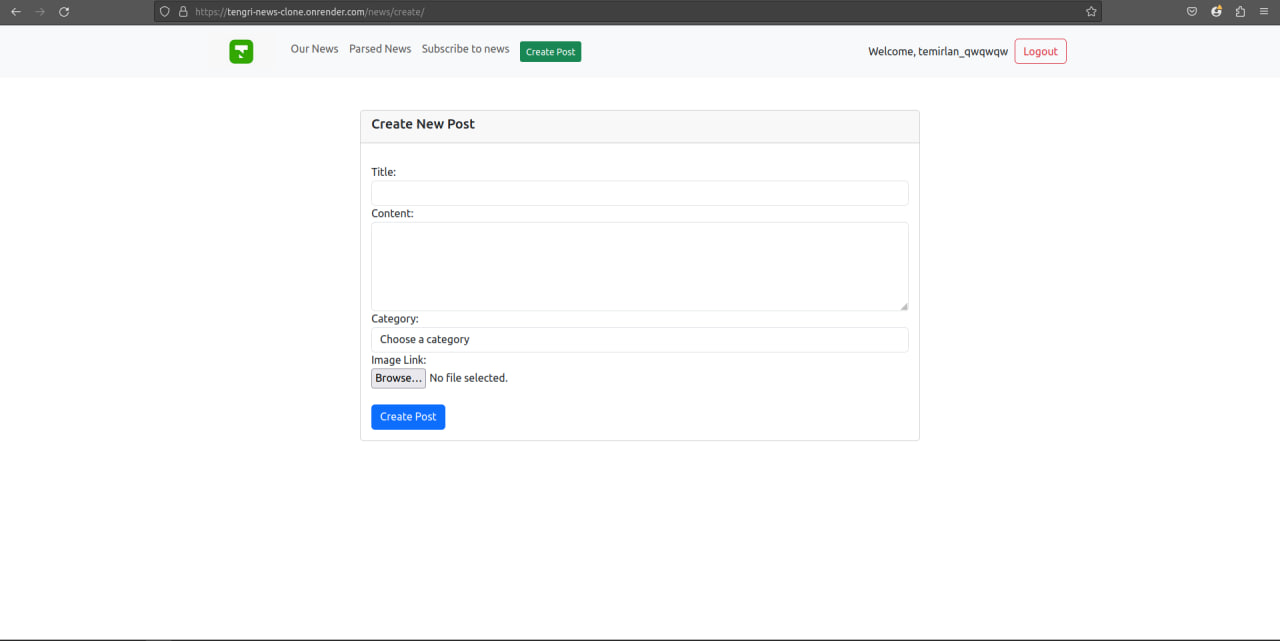 https://tengri-news-clone.onrender.com/news/create/
Our News Parsed News Subscribe to news Create Post Welcome, temirlan_qwqwqw Logout
Create New Post
Title:
Content:
Category:
Choose a category
Image Link:
Browse... No file selected.
Create Post